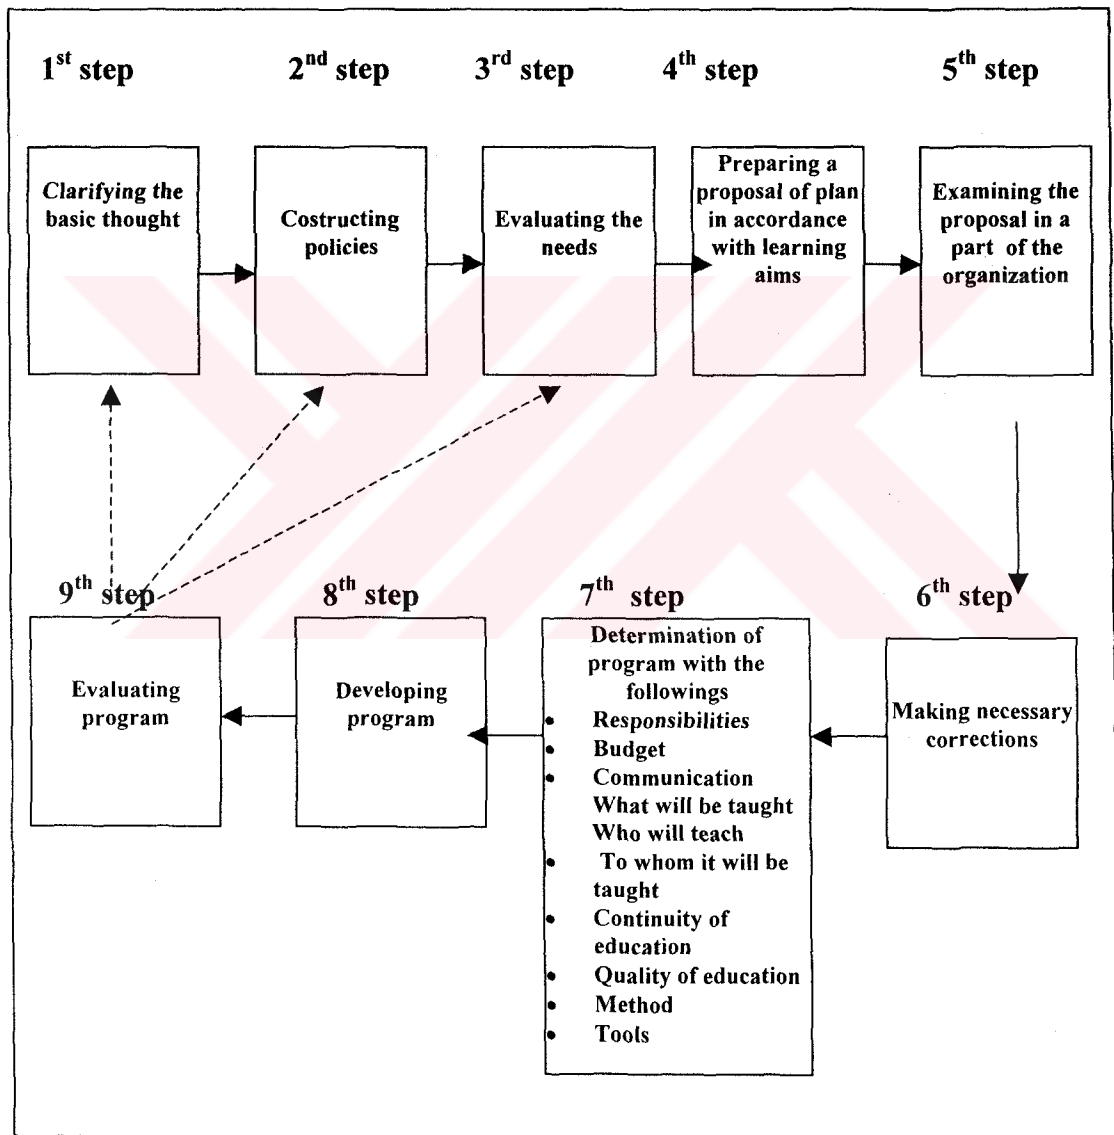 1st step 2nd step 3rd step 4th step 5th step
Clarifying the
basic thought
Costructing
policies
Evaluating the
needs
Preparing a
proposal of plan
in accordance
with learning
aims
Examining the
proposal in a
part of the
organization
9th step 8th step 7th step 6th step
Evaluating
program
Developing
program
Determination of
program with the
followings
• Responsibilities
• Budget
• Communication
What will be taught
Who will teach
• To whom it will be
taught
• Continuity of
education
• Quality of education
• Method
• Tools
Making necessary
corrections